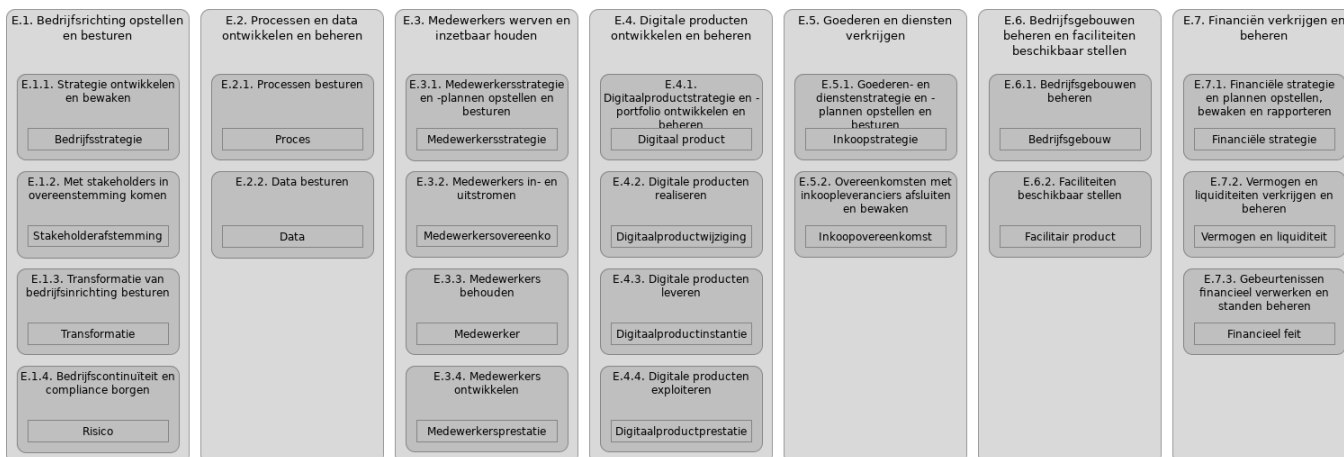 E.1. Bedrijfsrichting opstellen
en besturen
E.1.1. Strategie ontwikkelen
en bewaken
Bedrijfsstrategie
E.1.2. Met stakeholders in
overeenstemming komen
Stakeholderafstemming
E.1.3. Transformatie van
bedrijfsinrichting besturen
Transformatie
E.1.4. Bedrijfscontinuïteit en
compliance borgen
Risico
E.2. Processen en data
ontwikkelen en beheren
E.2.1. Processen besturen
Proces
E.2.2. Data besturen
Data
E.3. Medewerkers werven en
inzetbaar houden
E.3.1. Medewerkersstrategie
en -plannen opstellen en
besturen
Medewerkersstrategie
E.3.2. Medewerkers in- en
uitstromen
Medewerkersovereenko
E.3.3. Medewerkers
behouden
Medewerker
E.3.4. Medewerkers
ontwikkelen
Medewerkersprestatie
E.4. Digitale producten
ontwikkelen en beheren
E.4.1.
Digitaalproductstrategie en -
portfolio ontwikkelen en
beheren
Digitaal product
E.4.2. Digitale producten
realiseren
Digitaalproductwijziging
E.4.3. Digitale producten
leveren
Digitaalproductinstantie
E.4.4. Digitale producten
exploiteren
Digitaalproductprestatie
E.5. Goederen en diensten
verkrijgen
E.5.1. Goederen- en
dienstenstrategie en -
plannen opstellen en
besturen
Inkoopstrategie
E.5.2. Overeenkomsten met
inkoopleveranciers afsluiten
en bewaken
Inkoopovereenkomst
E.6. Bedrijfsgebouwen
beheren en faciliteiten
beschikbaar stellen
E.6.1. Bedrijfsgebouwen
beheren
Bedrijfsgebouw
E.6.2. Faciliteiten
beschikbaar stellen
Facilitair product
E.7. Financiën verkrijgen en
beheren
E.7.1. Financiële strategie
en plannen opstellen,
bewaken en rapporteren
Financiële strategie
E.7.2. Vermogen en
liquiditeiten verkrijgen en
beheren
Vermogen en liquiditeit
E.7.3. Gebeurtenissen
financieel verwerken en
standen beheren
Financieel feit